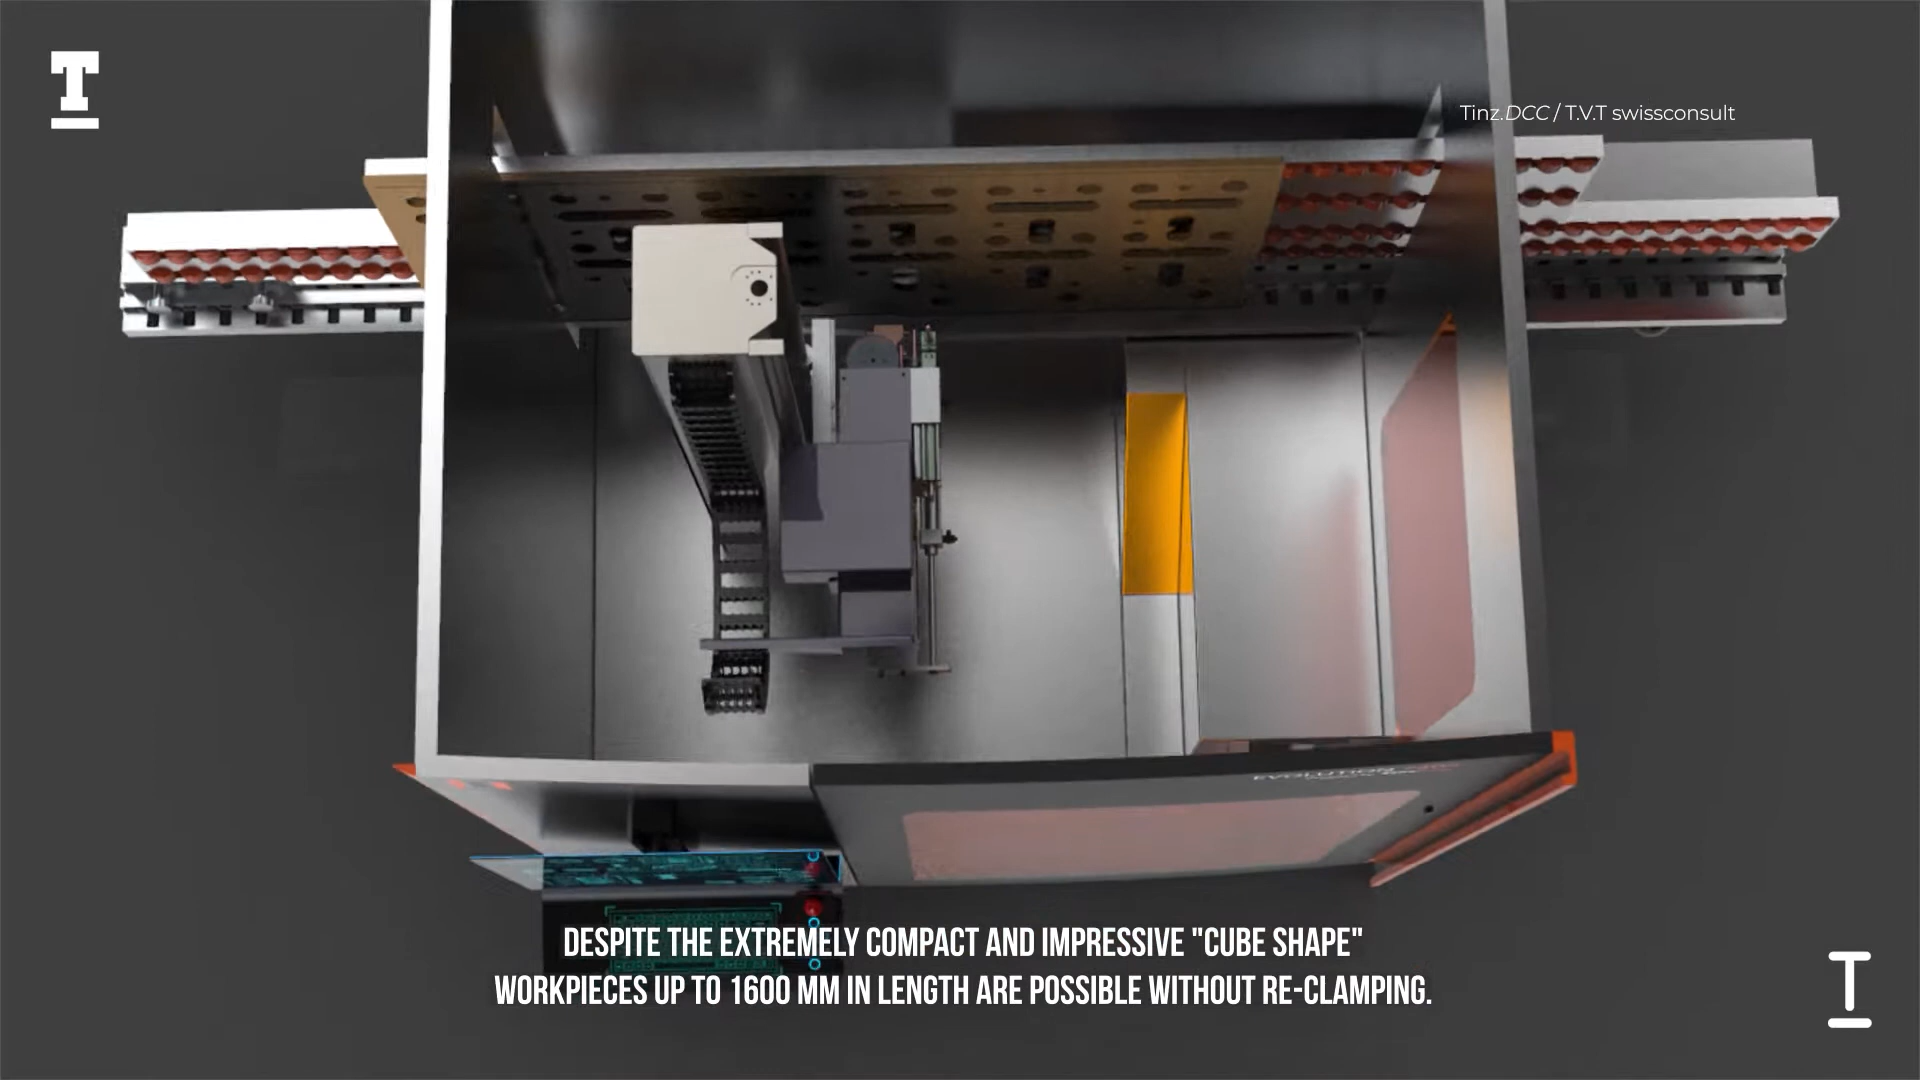 T
Tinz.DCC / T.V.T swissconsult
EVOLUTION
DESPITE THE EXTREMELY COMPACT AND IMPRESSIVE "CUBE SHAPE"
WORKPIECES UP TO 1600 MM IN LENGTH ARE POSSIBLE WITHOUT RE-CLAMPING.
T